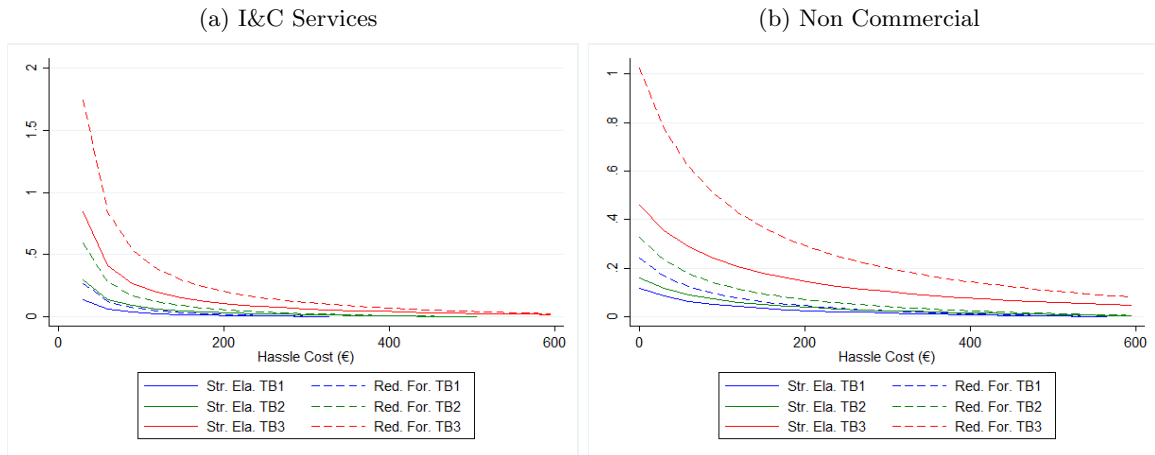 (a) I&C Services
2
1.5
1
.5
0
0
200
400
600
Hassle Cost (€)
Str. Ela. TB1 Red. For. TB1
Str. Ela. TB2 Red. For. TB2
Str. Ela. TB3 Red. For. TB3
(b) Non Commercial
1
.8
.6
.4
.2
0
0
200
400
600
Hassle Cost (€)
Str. Ela. TB1 Red. For. TB1
Str. Ela. TB2 Red. For. TB2
Str. Ela. TB3 Red. For. TB3